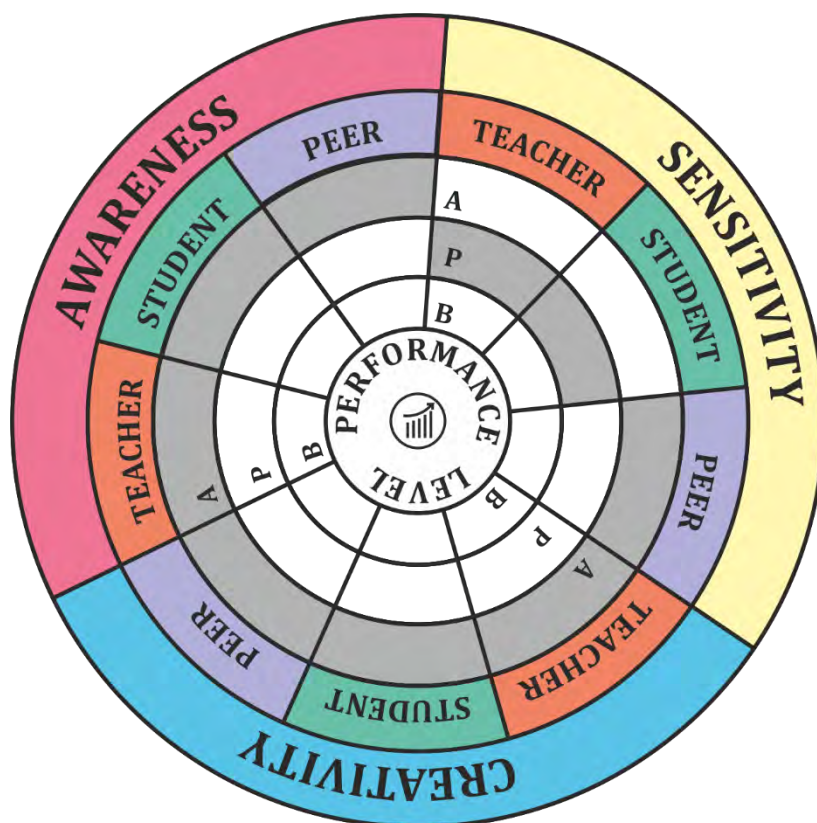 AWARENESS
SENSITIVITY
CREATIVITY
PEER
TEACHER
STUDENT
PEER
TEACHER
STUDENT
PEER
TEACHER
STUDENT
A
P
B
A
P
B
A
P
B
PERFORMANCE
LEVEL